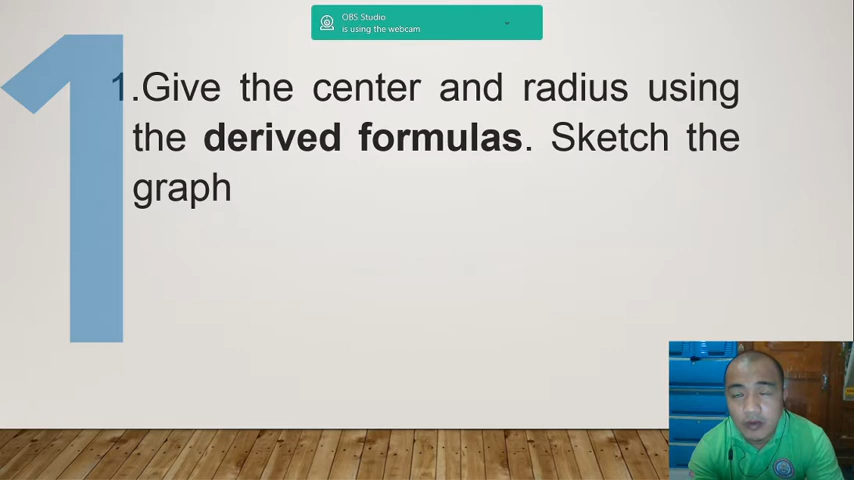 OBS Studio
is using the webcam
1
1.Give the center and radius using
the derived formulas. Sketch the
graph